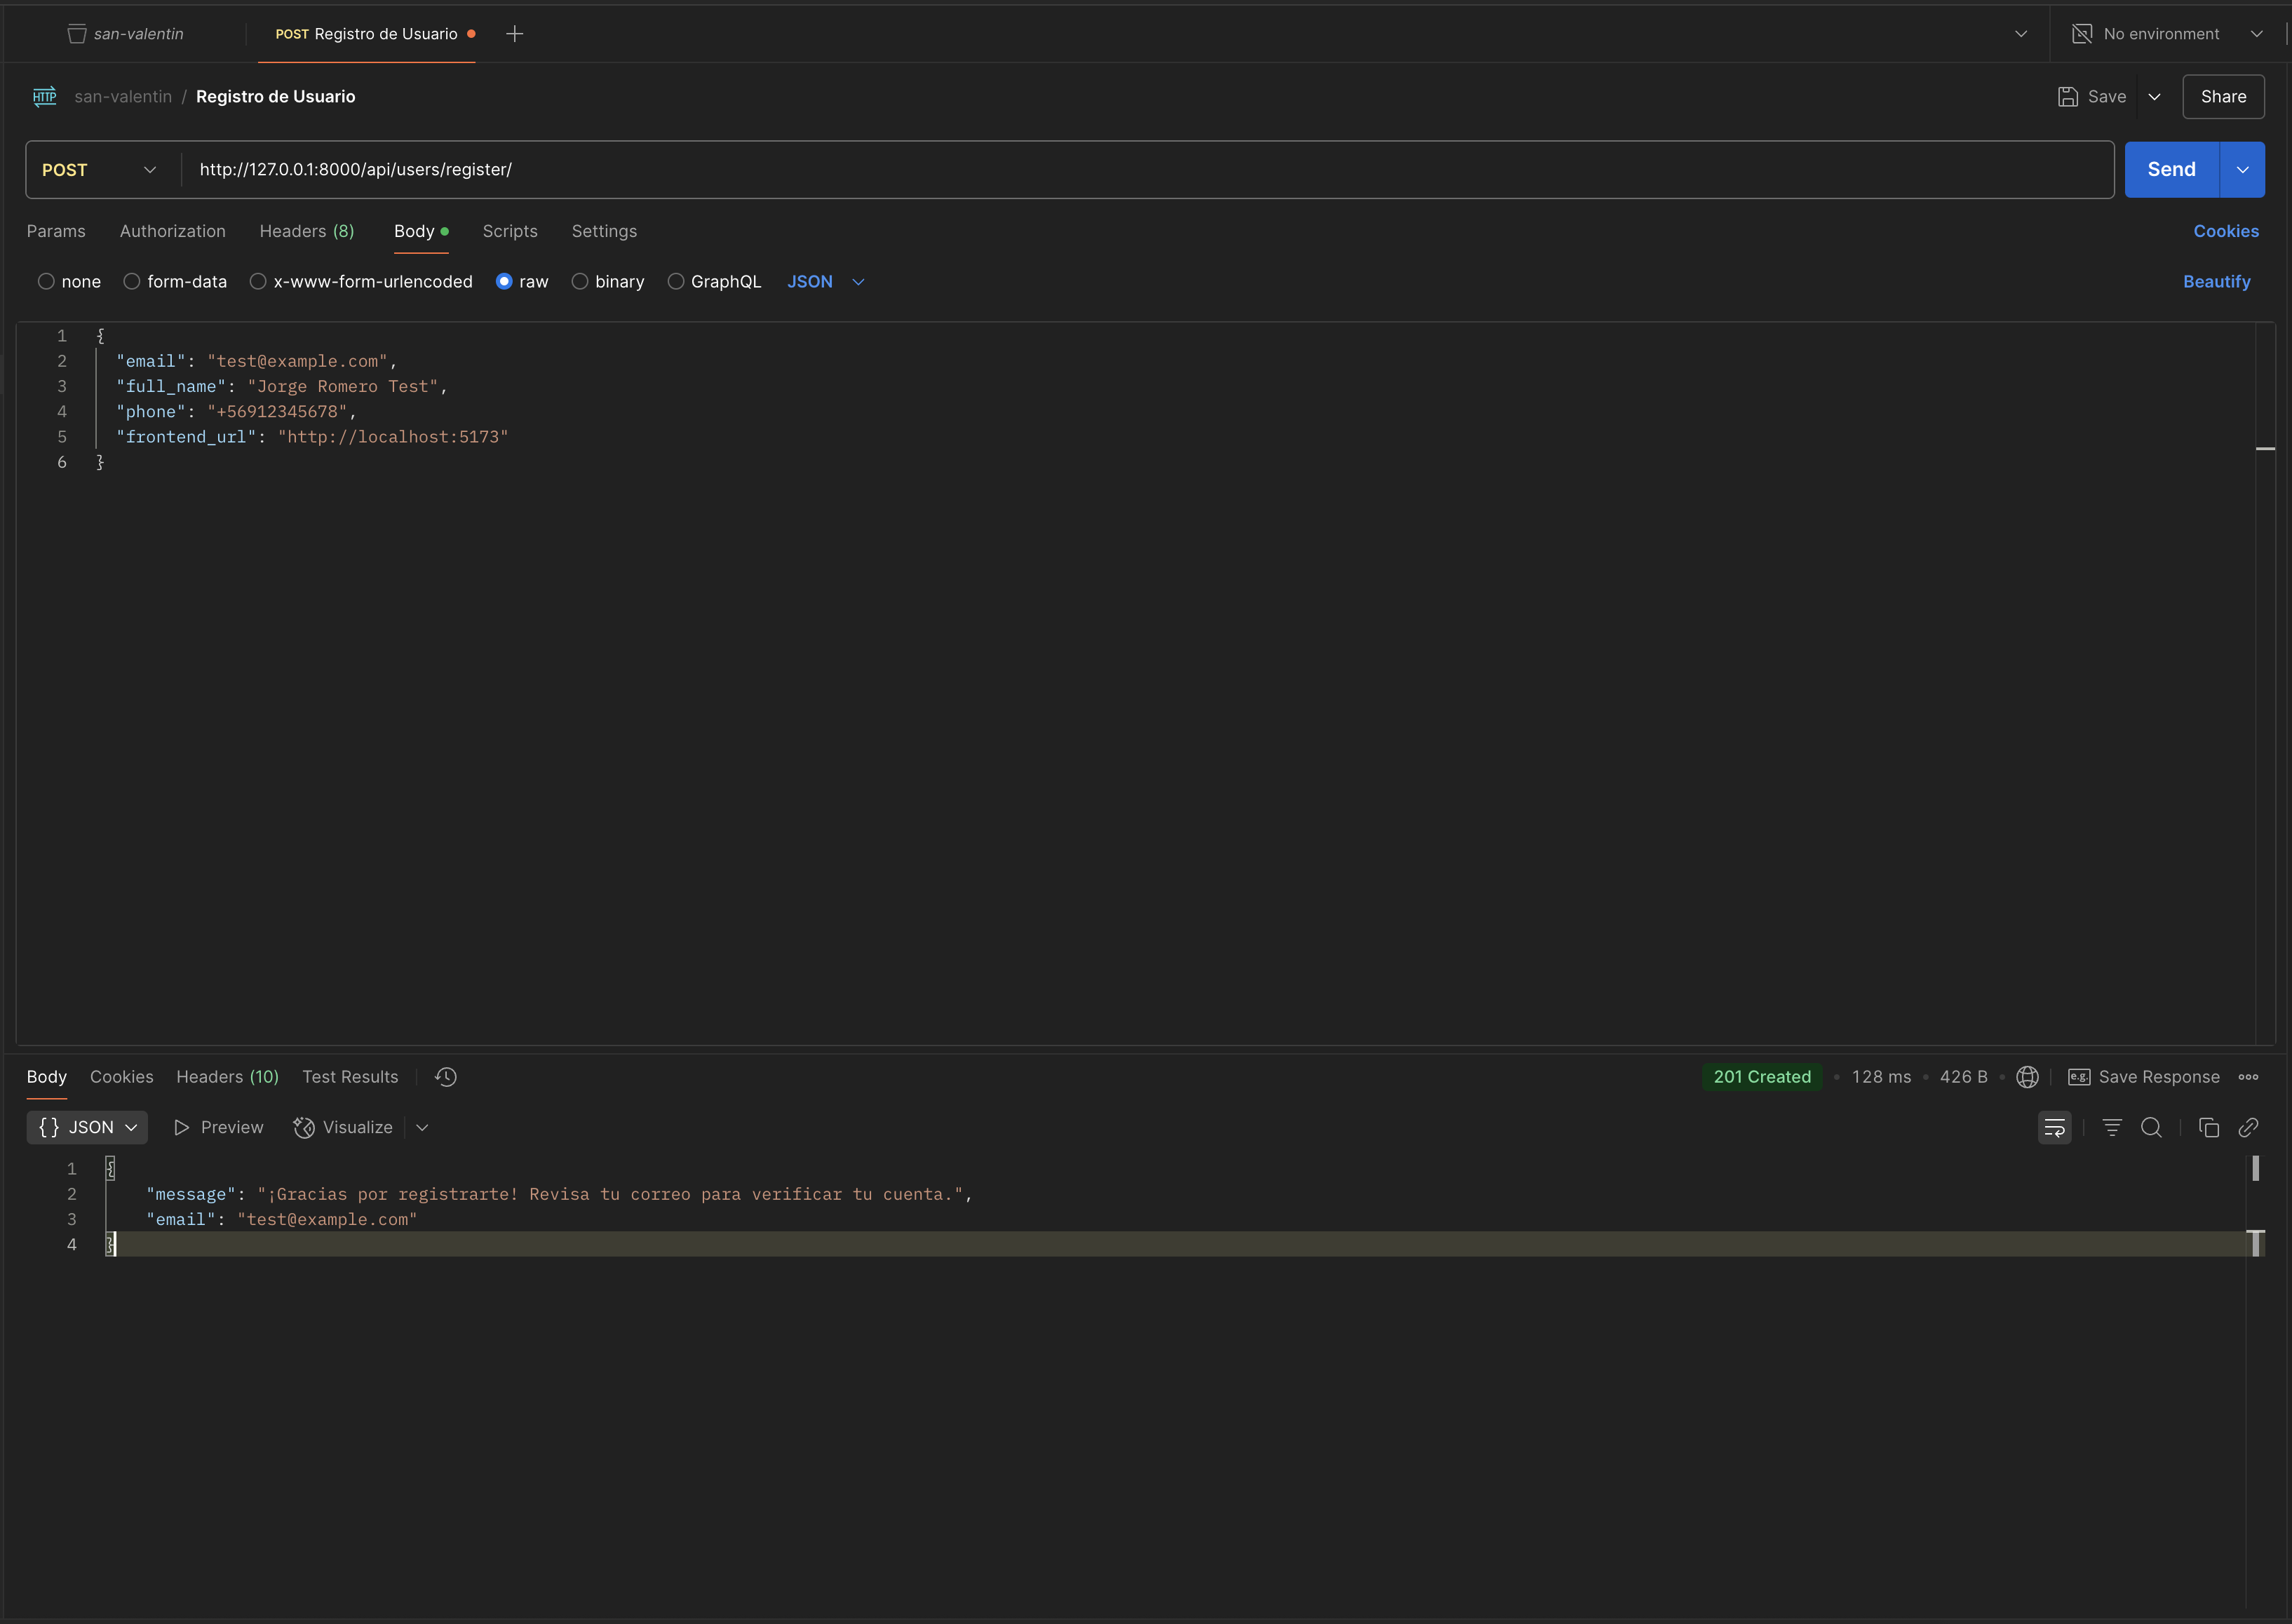 san-valentin
POST Registro de Usuario
No environment
HTTP san-valentin / Registro de Usuario
Save
Share
POST http://127.0.0.1:8000/api/users/register/
Send
Params Authorization Headers (8) Body Scripts Settings
Cookies
none form-data x-www-form-urlencoded raw binary GraphQL JSON
Beautify
1 {
2 "email": "test@example.com",
3 "full_name": "Jorge Romero Test",
4 "phone": "+56912345678",
5 "frontend_url": "http://localhost:5173"
6 }
Body Cookies Headers (10) Test Results
201 Created • 128 ms • 426 B
e.g. Save Response
{} JSON Preview Visualize
1 {
2 "message": "¡Gracias por registrarte! Revisa tu correo para verificar tu cuenta.",
3 "email": "test@example.com"
4 }